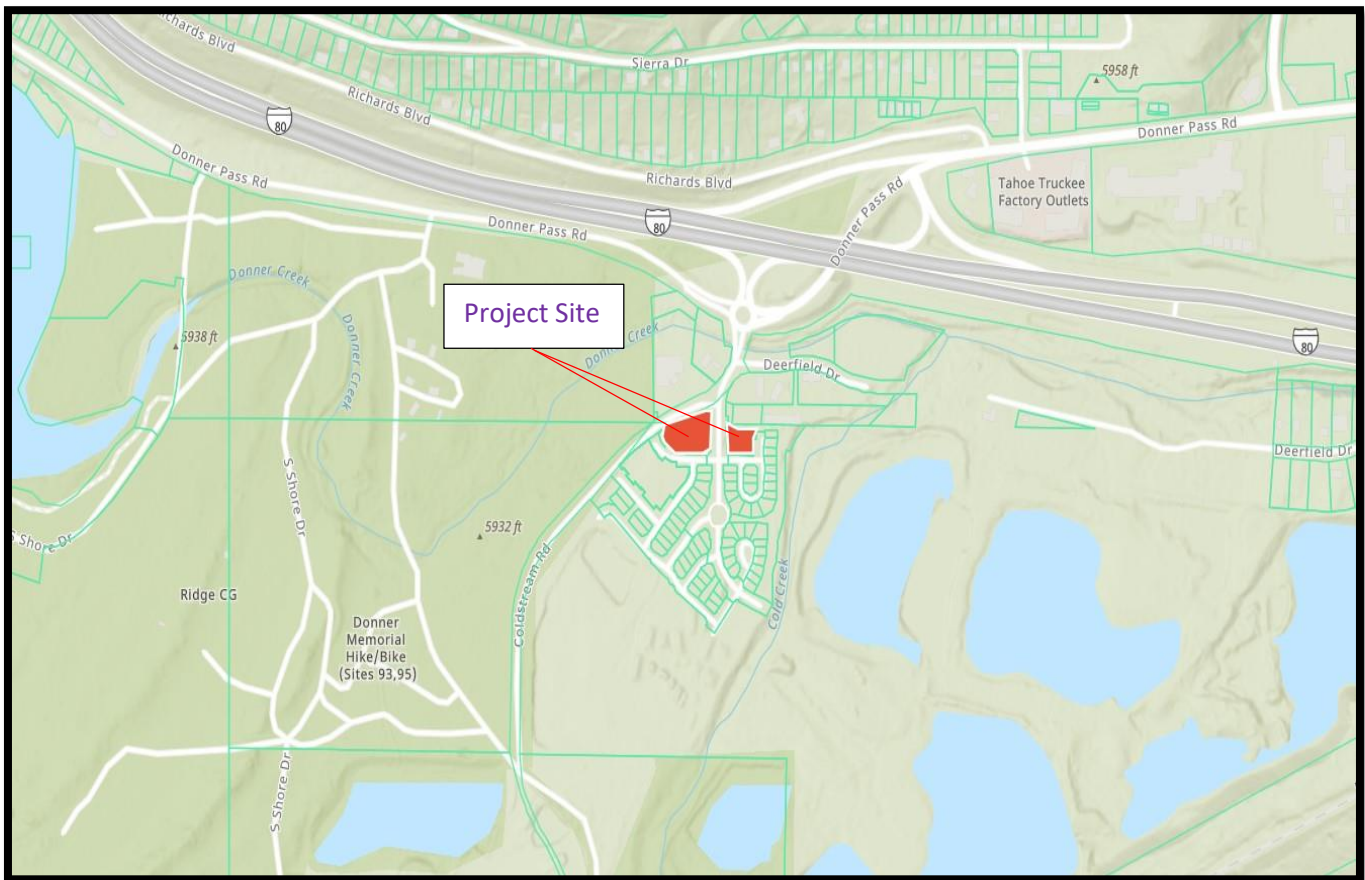 Richards Blvd
Sierra Dr
5958 ft
Richards Blvd
80
Donner Pass Rd
Donner Pass Rd
Richards Blvd
Tahoe Truckee
Factory Outlets
Donner Pass Rd
80
Donner Pass Rd
Donner Creek
Project Site
Donner Creek
5938 ft
Donner Creek
80
Deerfield Dr
Deerfield Dr
S Shore Dr
5932 ft
S Shore Dr
Coldstream Rd
Cold Creek
Ridge CG
Donner
Memorial
Hike/Bike
(Sites 93,95)
S Shore Dr